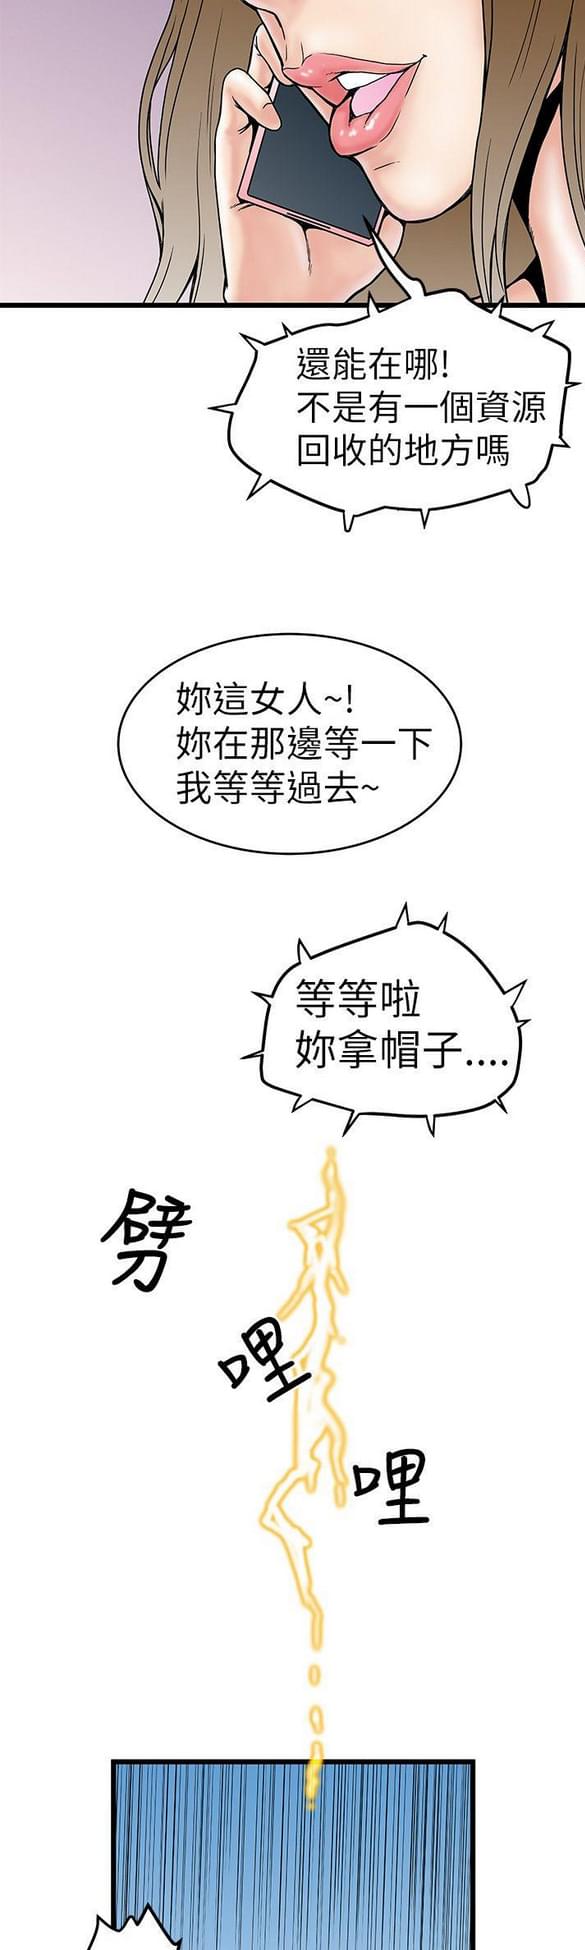 還能在哪!
不是有一個資源
回收的地方嗎
妳這女人~!
妳在那邊等一下
我等等過去~
等等啦
妳拿帽子....
劈
哩
哩